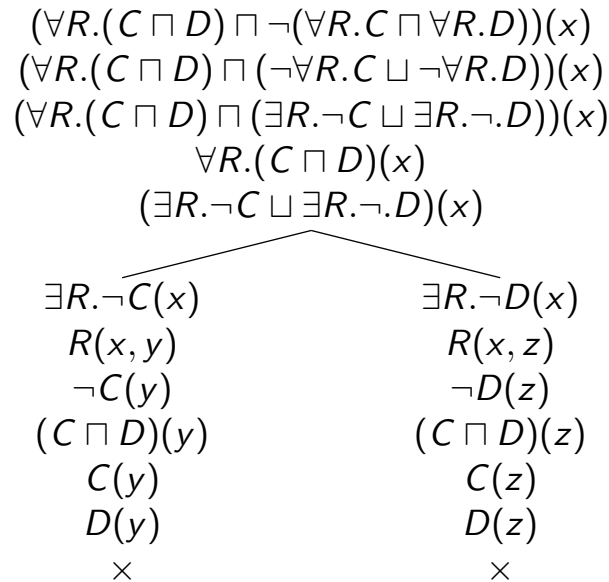 (∀R.(C ⊓ D) ⊓ ¬(∀R.C ⊓ ∀R.D))(x)
(∀R.(C ⊓ D) ⊓ (¬∀R.C ⊔ ¬∀R.D))(x)
(∀R.(C ⊓ D) ⊓ (∃R.¬C ⊔ ∃R.¬.D))(x)
∀R.(C ⊓ D)(x)
(∃R.¬C ⊔ ∃R.¬.D)(x)
∃R.¬C(x) ∃R.¬D(x)
R(x, y) R(x, z)
¬C(y) ¬D(z)
(C ⊓ D)(y) (C ⊓ D)(z)
C(y) C(z)
D(y) D(z)
× ×